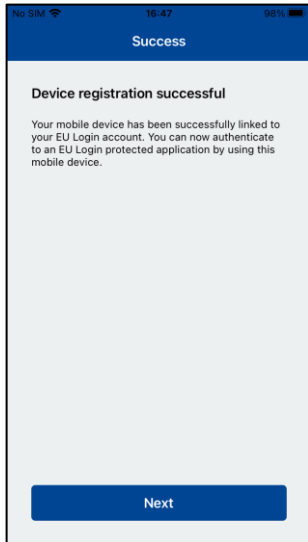 No SIM 16:47 98%
Success
Device registration successful
Your mobile device has been successfully linked to
your EU Login account. You can now authenticate
to an EU Login protected application by using this
mobile device.
Next